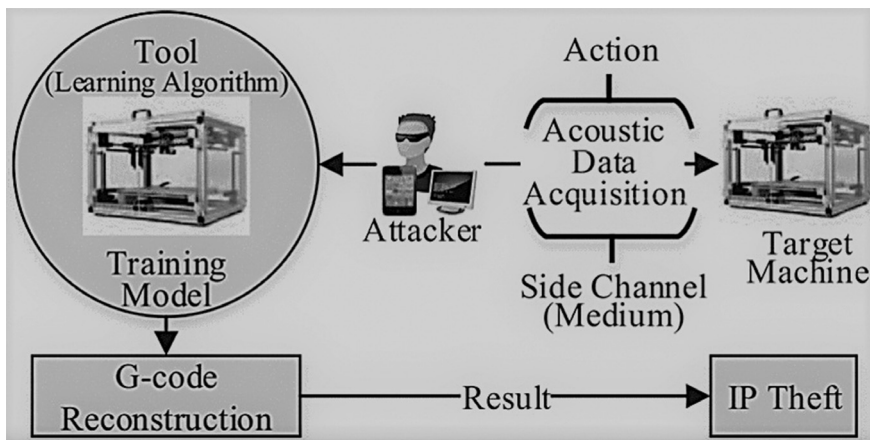 Tool
(Learning Algorithm)
Training
Model
Attacker
Action
Acoustic
Data
Acquisition
Side Channel
(Medium)
Target
Machine
G-code
Reconstruction
Result
IP Theft